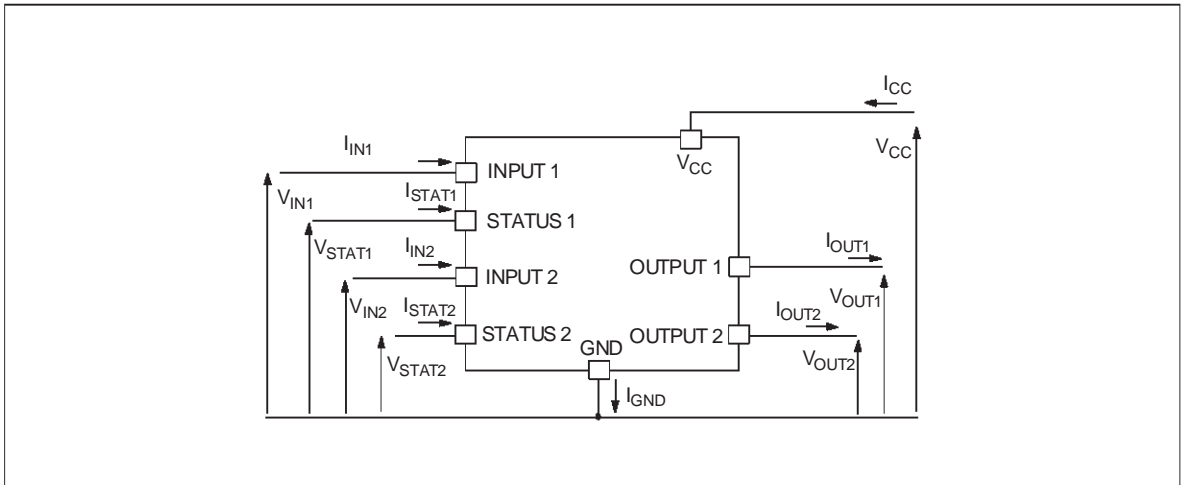 I_CC
V_CC
V_CC
I_IN1
INPUT 1
V_IN1
I_STAT1
STATUS 1
V_STAT1
I_IN2
INPUT 2
V_IN2
I_STAT2
STATUS 2
V_STAT2
OUTPUT 1
I_OUT1
V_OUT1
OUTPUT 2
I_OUT2
V_OUT2
GND
I_GND